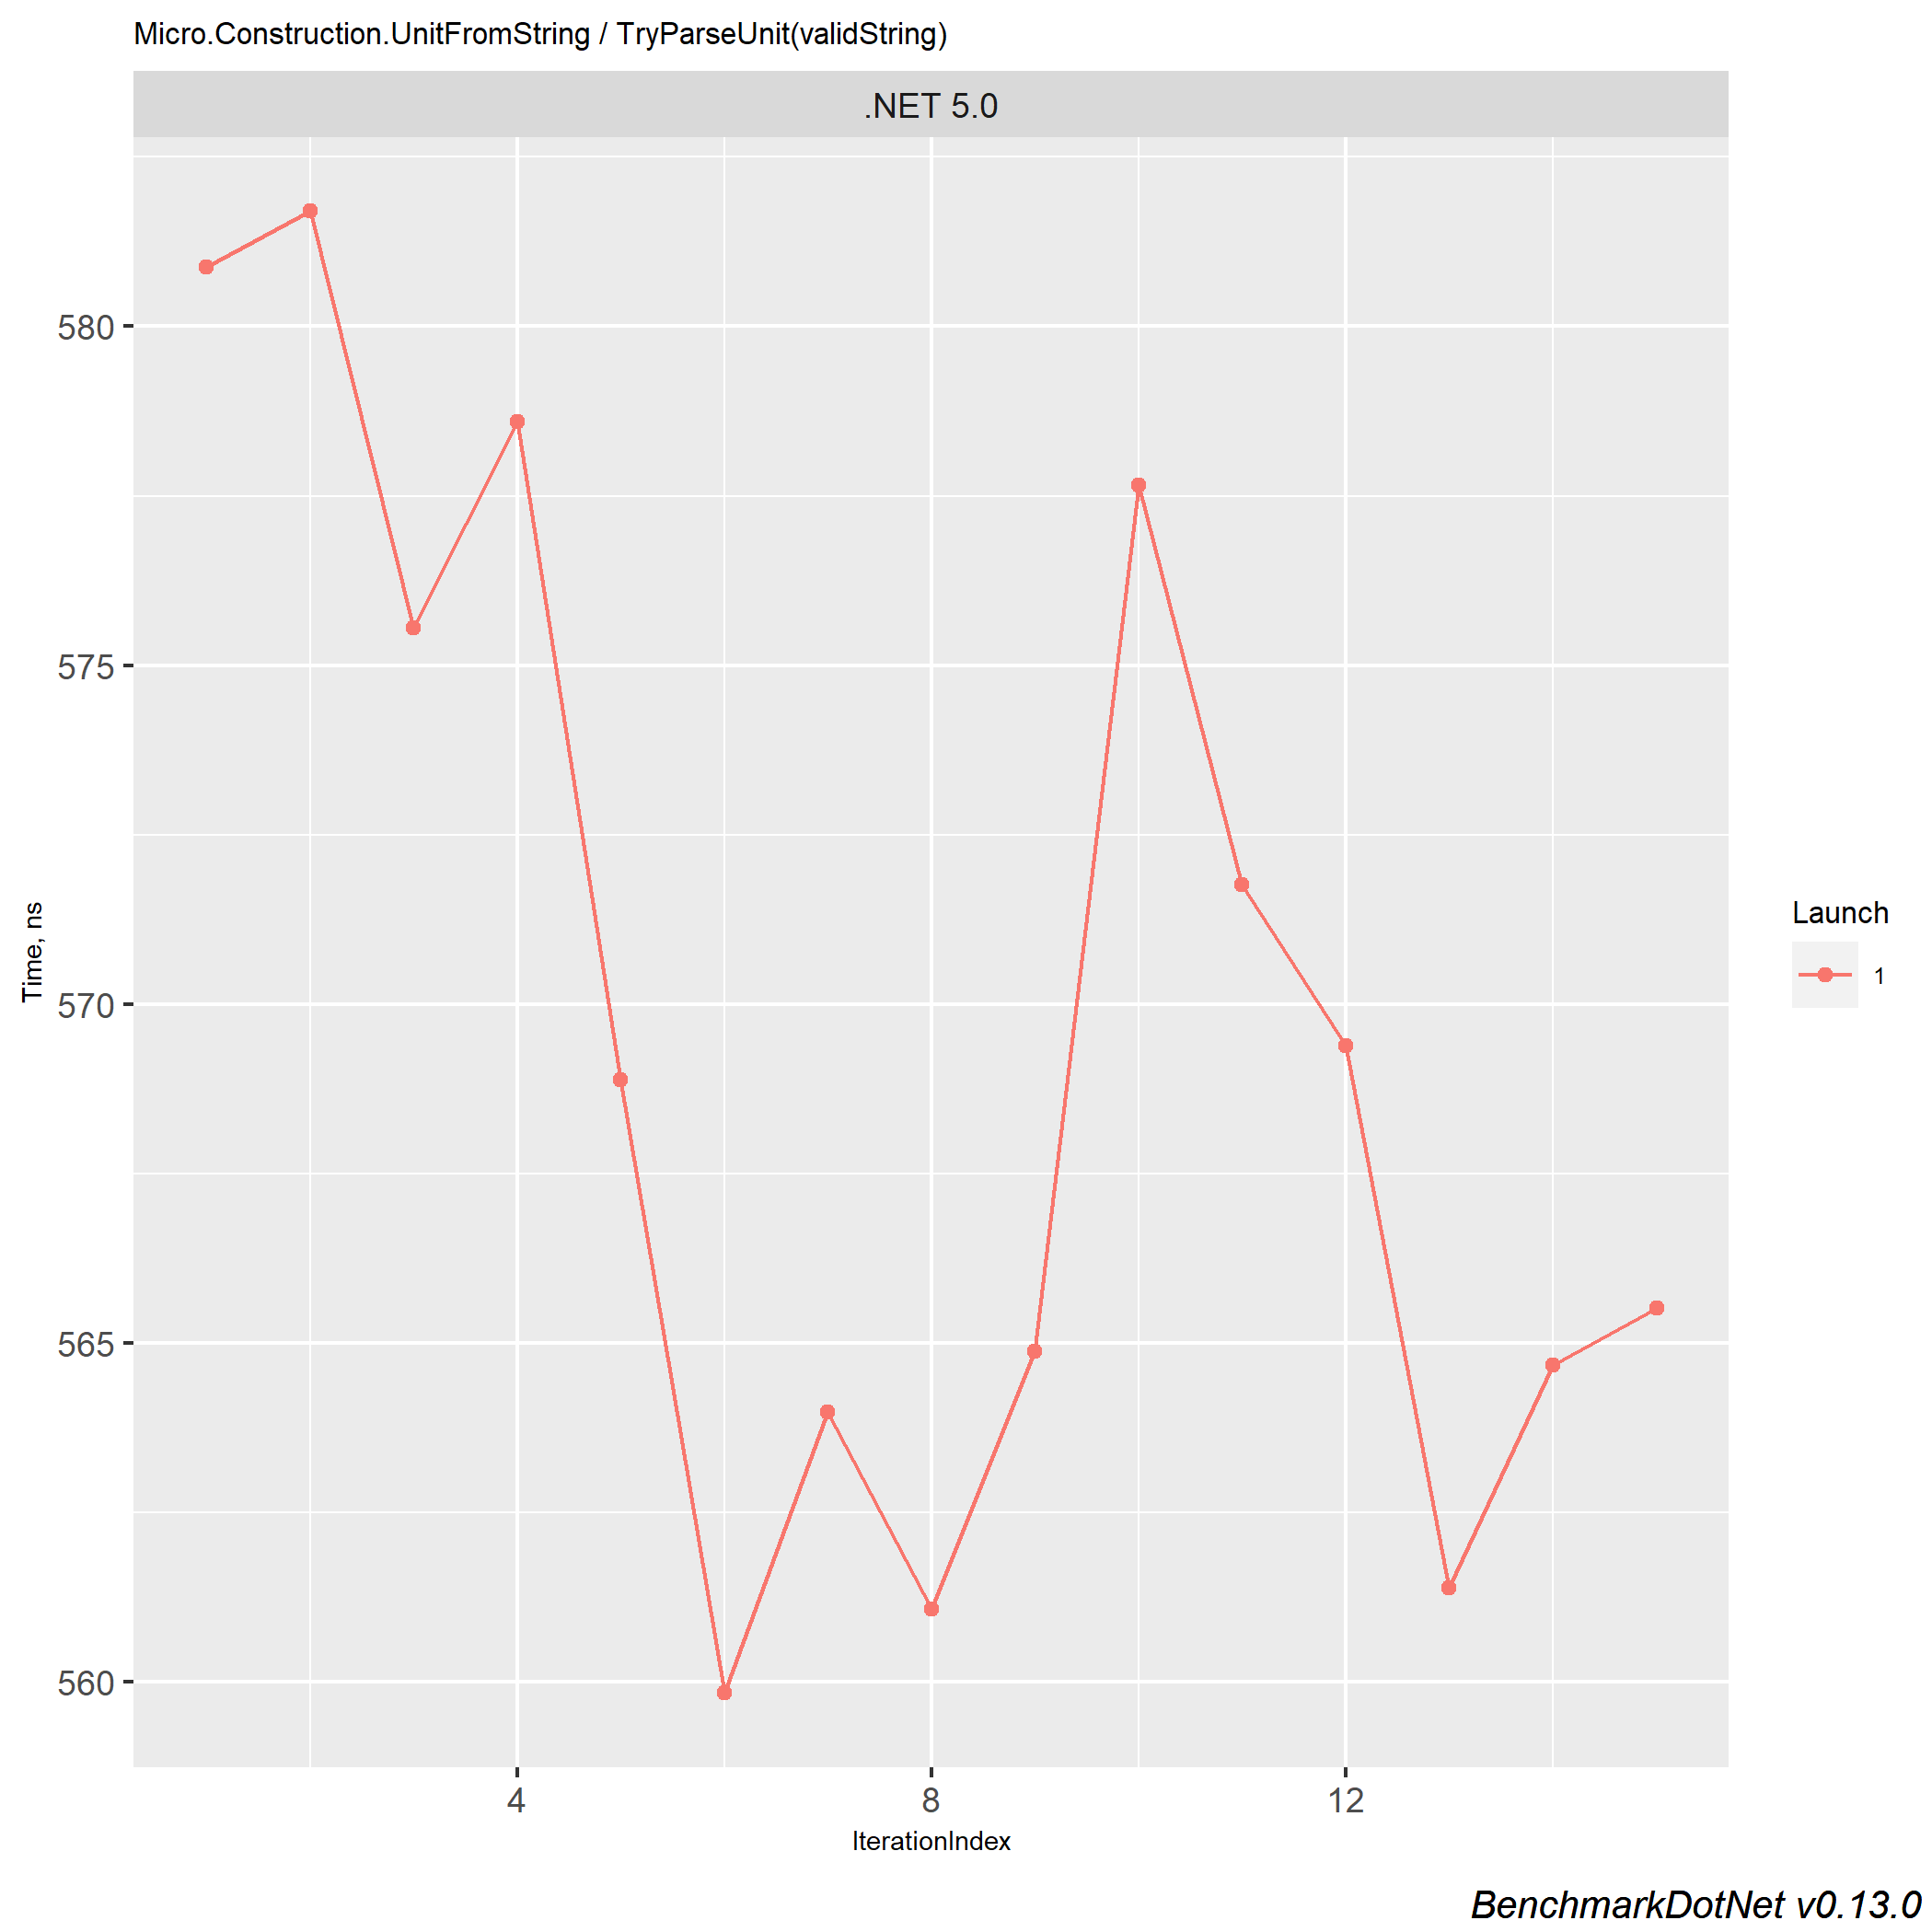 Micro.Construction.UnitFromString / TryParseUnit(validString)
.NET 5.0
580
575
570
565
560
Time, ns
4 8 12
IterationIndex
Launch
1
BenchmarkDotNet v0.13.0